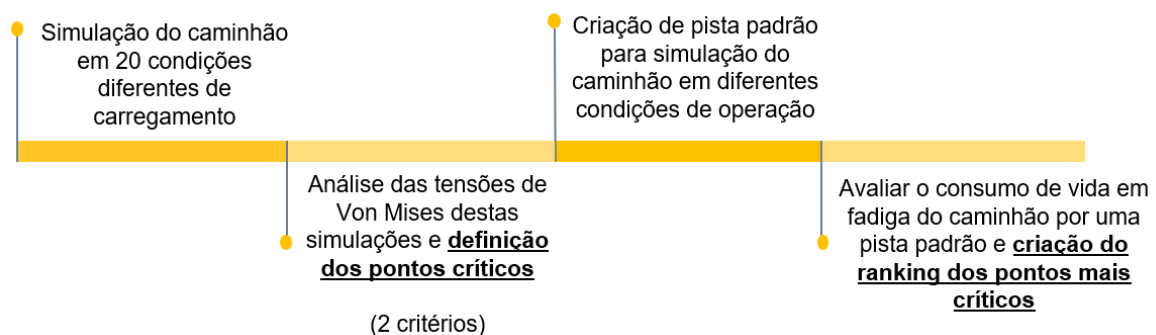 Simulação do caminhão
em 20 condições
diferentes de
carregamento
Análise das tensões de
Von Mises destas
simulações e definição
dos pontos críticos
(2 critérios)
Criação de pista padrão
para simulação do
caminhão em diferentes
condições de operação
Avaliar o consumo de vida em
fadiga do caminhão por uma
pista padrão e criação do
ranking dos pontos mais
críticos